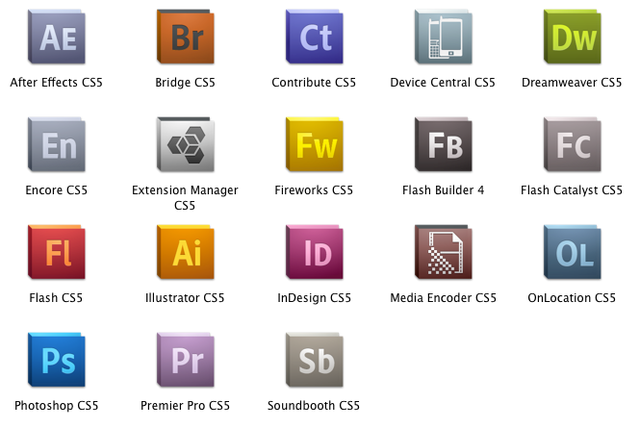 AE Br Ct Dw
After Effects CS5 Bridge CS5 Contribute CS5 Device Central CS5 Dreamweaver CS5
En Fw FB Fc
Encore CS5 Extension Manager CS5 Fireworks CS5 Flash Builder 4 Flash Catalyst CS5
Fl Ai ID OL
Flash CS5 Illustrator CS5 InDesign CS5 Media Encoder CS5 OnLocation CS5
Ps Pr Sb
Photoshop CS5 Premier Pro CS5 Soundbooth CS5